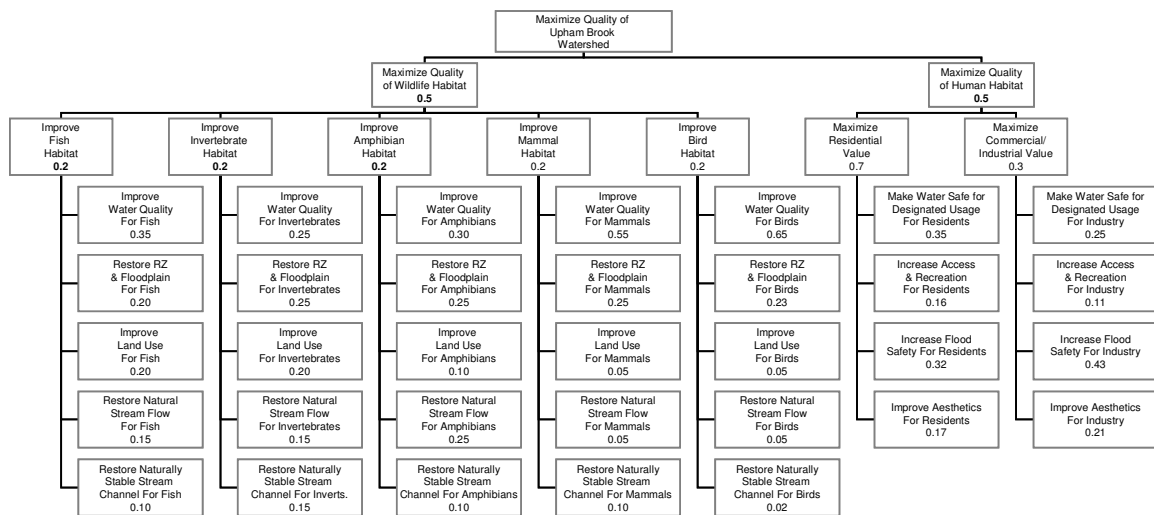 Maximize Quality of
Upham Brook
Watershed
Maximize Quality
of Wildlife Habitat
0.5
Maximize Quality
of Human Habitat
0.5
Improve
Fish
Habitat
0.2
Improve
Invertebrate
Habitat
0.2
Improve
Amphibian
Habitat
0.2
Improve
Mammal
Habitat
0.2
Improve
Bird
Habitat
0.2
Maximize
Residential
Value
0.7
Maximize
Commercial/
Industrial Value
0.3
Improve
Water Quality
For Fish
0.35
Improve
Water Quality
For Invertebrates
0.25
Improve
Water Quality
For Amphibians
0.30
Improve
Water Quality
For Mammals
0.55
Improve
Water Quality
For Birds
0.65
Make Water Safe for
Designated Usage
For Residents
0.35
Make Water Safe for
Designated Usage
For Industry
0.25
Restore RZ
& Floodplain
For Fish
0.20
Restore RZ
& Floodplain
For Invertebrates
0.25
Restore RZ
& Floodplain
For Amphibians
0.25
Restore RZ
& Floodplain
For Mammals
0.25
Restore RZ
& Floodplain
For Birds
0.23
Increase Access
& Recreation
For Residents
0.16
Increase Access
& Recreation
For Industry
0.11
Improve
Land Use
For Fish
0.20
Improve
Land Use
For Invertebrates
0.20
Improve
Land Use
For Amphibians
0.10
Improve
Land Use
For Mammals
0.05
Improve
Land Use
For Birds
0.05
Increase Flood
Safety For Residents
0.32
Increase Flood
Safety For Industry
0.43
Restore Natural
Stream Flow
For Fish
0.15
Restore Natural
Stream Flow
For Invertebrates
0.15
Restore Natural
Stream Flow
For Amphibians
0.25
Restore Natural
Stream Flow
For Mammals
0.05
Restore Natural
Stream Flow
For Birds
0.05
Improve Aesthetics
For Residents
0.17
Improve Aesthetics
For Industry
0.21
Restore Naturally
Stable Stream
Channel For Fish
0.10
Restore Naturally
Stable Stream
Channel For Inverts.
0.15
Restore Naturally
Stable Stream
Channel For Amphibians
0.10
Restore Naturally
Stable Stream
Channel For Mammals
0.10
Restore Naturally
Stable Stream
Channel For Birds
0.02